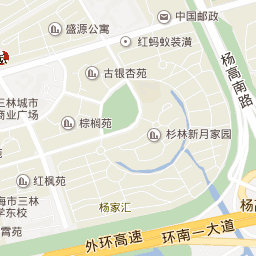 中国邮政
盛源公寓
红蚂蚁装潢
杨高南路
古银杏苑
三林城市
商业广场
棕榈苑
杉林新月家园
红枫苑
杨家汇
海市三林
学东校
霄苑
外环高速
环南一大道
杨高